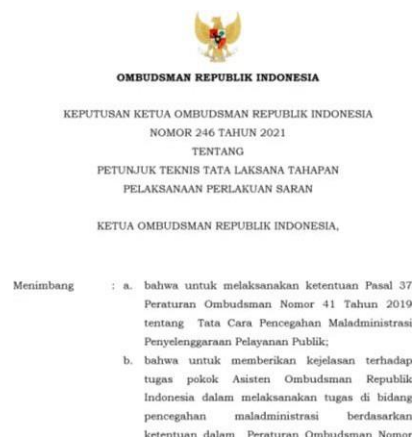 OMBUDSMAN REPUBLIK INDONESIA
KEPUTUSAN KETUA OMBUDSMAN REPUBLIK INDONESIA
NOMOR 246 TAHUN 2021
TENTANG
PETUNJUK TEKNIS TATA LAKSANA TAHAPAN
PELAKSANAAN PERLAKUAN SARAN
KETUA OMBUDSMAN REPUBLIK INDONESIA,
Menimbang : a. bahwa untuk melaksanakan ketentuan Pasal 37
Peraturan Ombudsman Nomor 41 Tahun 2019
tentang Tata Cara Pencegahan Maladministrasi
Penyelenggaraan Pelayanan Publik;
b. bahwa untuk memberikan kejelasan terhadap
tugas pokok Asisten Ombudsman Republik
Indonesia dalam melaksanakan tugas di bidang
pencegahan maladministrasi berdasarkan
ketentuan dalam Peraturan Ombudsman Nomor